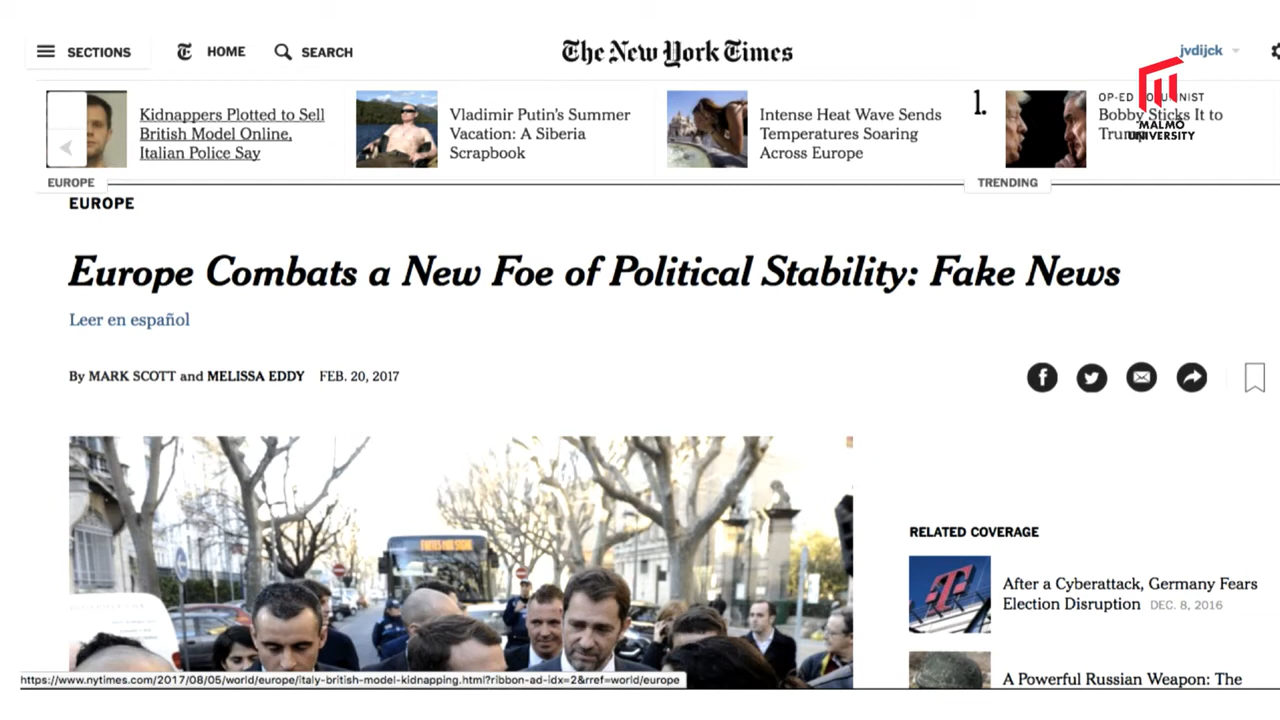 SECTIONS
HOME
SEARCH
The New York Times
jvdijck
Kidnappers Plotted to Sell
British Model Online,
Italian Police Say
Vladimir Putin's Summer
Vacation: A Siberia
Scrapbook
Intense Heat Wave Sends
Temperatures Soaring
Across Europe
1.
OP-ED
Bobby Sticks It to
MALMÖ
UNIVERSITY
EUROPE
TRENDING
EUROPE
Europe Combats a New Foe of Political Stability: Fake News
Leer en español
By MARK SCOTT and MELISSA EDDY FEB. 20, 2017
RELATED COVERAGE
After a Cyberattack, Germany Fears
Election Disruption DEC. 8, 2016
A Powerful Russian Weapon: The
https://www.nytimes.com/2017/08/05/world/europe/italy-british-model-kidnapping.html?ribbon-ad-idx=2&rref=world/europe